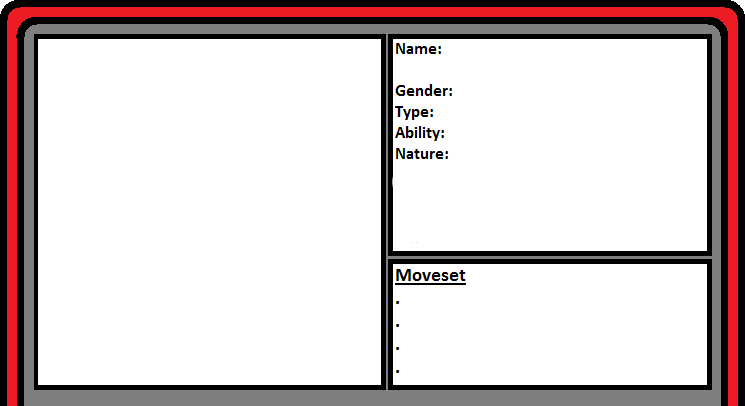 Name:
Gender:
Type:
Ability:
Nature:
Moveset
.
.
.
.